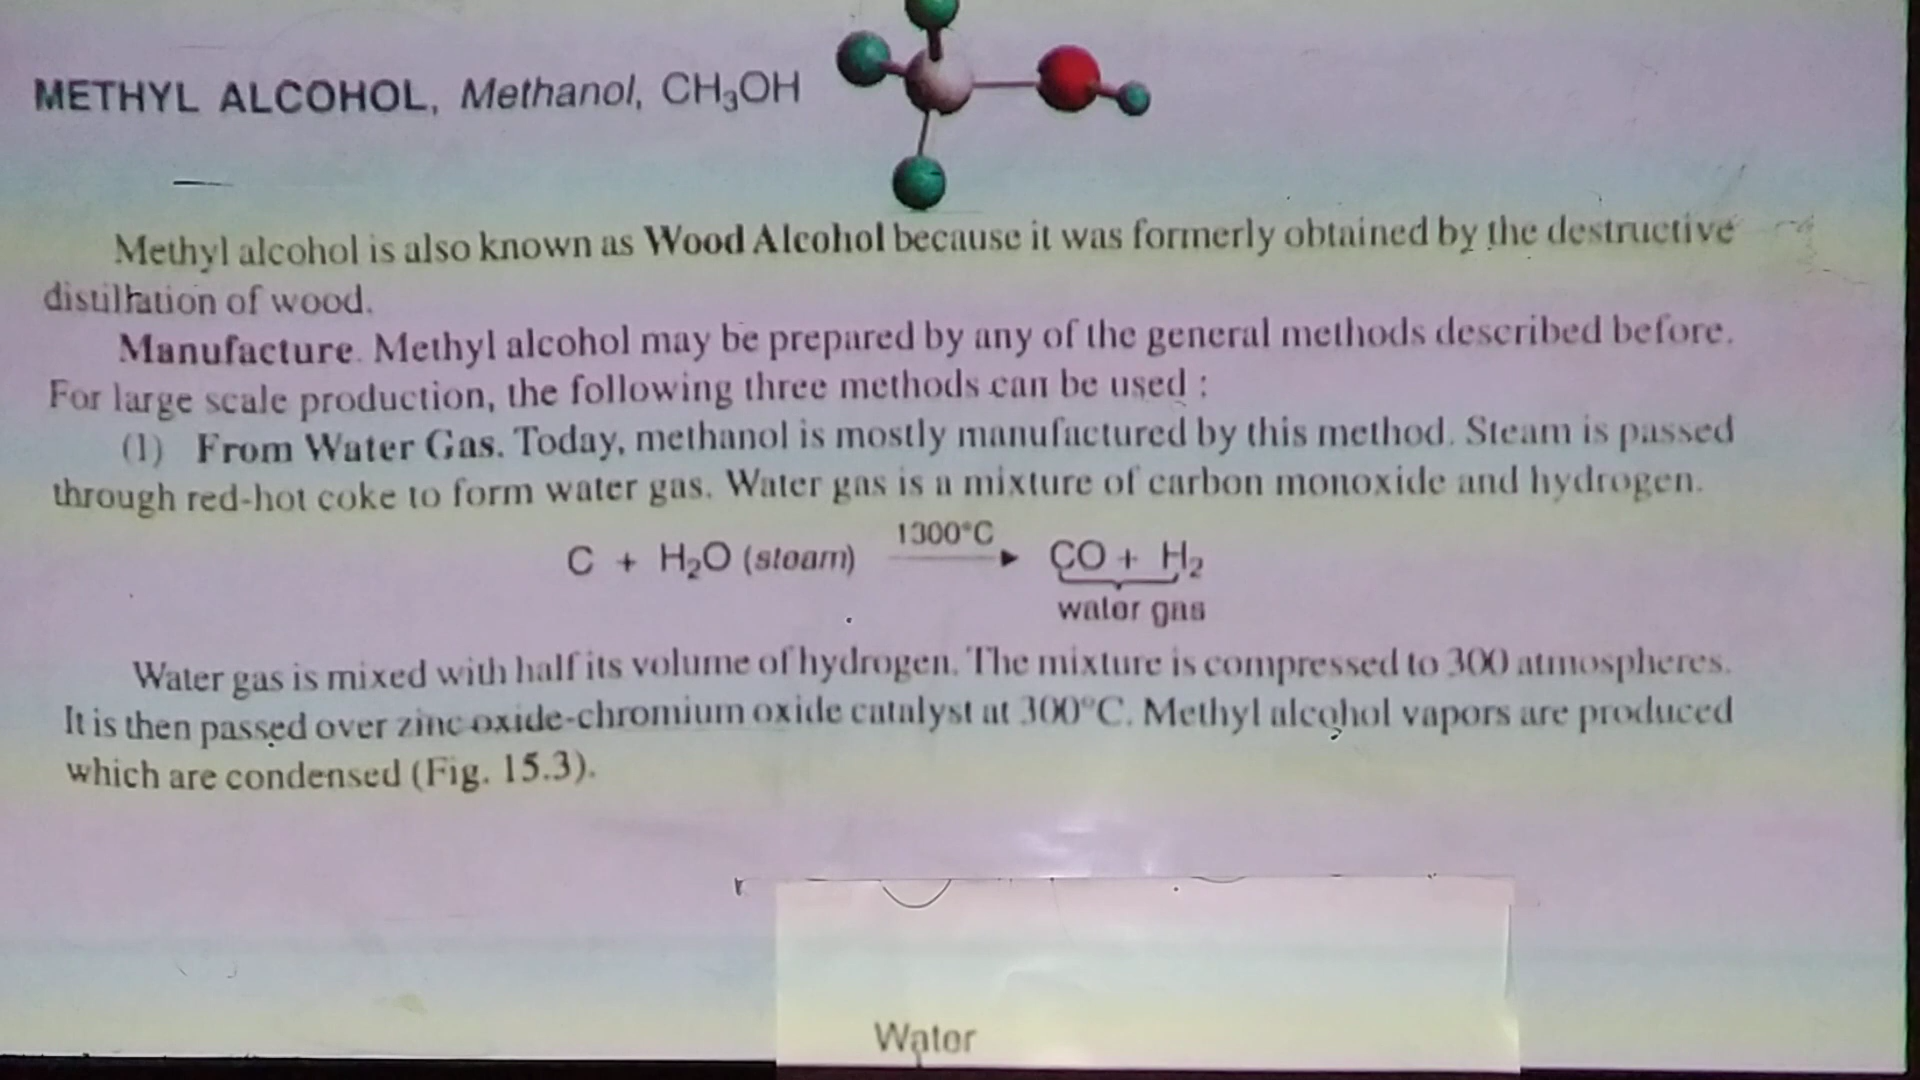 METHYL ALCOHOL, Methanol, CH₃OH
Methyl alcohol is also known as Wood Alcohol because it was formerly obtained by the destructive
distillation of wood.
Manufacture. Methyl alcohol may be prepared by any of the general methods described before.
For large scale production, the following three methods can be used :
(1) From Water Gas. Today, methanol is mostly manufactured by this method. Steam is passed
through red-hot coke to form water gas. Water gas is a mixture of carbon monoxide and hydrogen.
1300°C
C + H₂O (steam) → CO + H₂
water gas
Water gas is mixed with half its volume of hydrogen. The mixture is compressed to 300 atmospheres.
It is then passed over zinc oxide-chromium oxide catalyst at 300°C. Methyl alcohol vapors are produced
which are condensed (Fig. 15.3).
Water